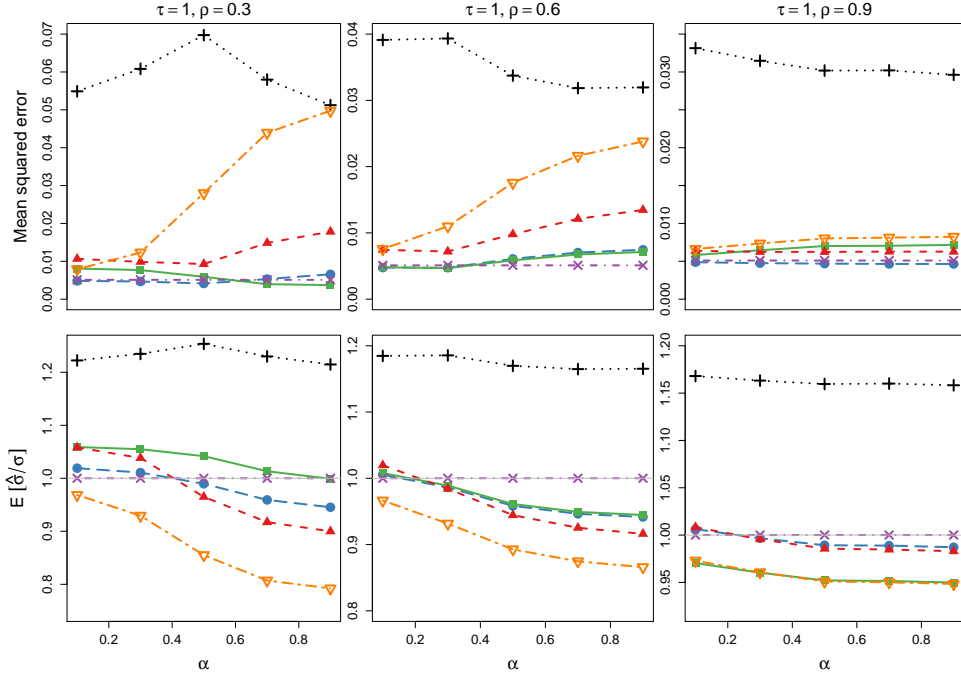 τ = 1, ρ = 0.3
τ = 1, ρ = 0.6
τ = 1, ρ = 0.9
Mean squared error
0.00 0.01 0.02 0.03 0.04 0.05 0.06 0.07
0.00 0.01 0.02 0.03 0.04
0.000 0.010 0.020 0.030
E [σ̂/σ]
0.8 0.9 1.0 1.1 1.2
0.8 0.9 1.0 1.1 1.2
0.95 1.00 1.05 1.10 1.15 1.20
0.2 0.4 0.6 0.8
0.2 0.4 0.6 0.8
0.2 0.4 0.6 0.8
α
α
α